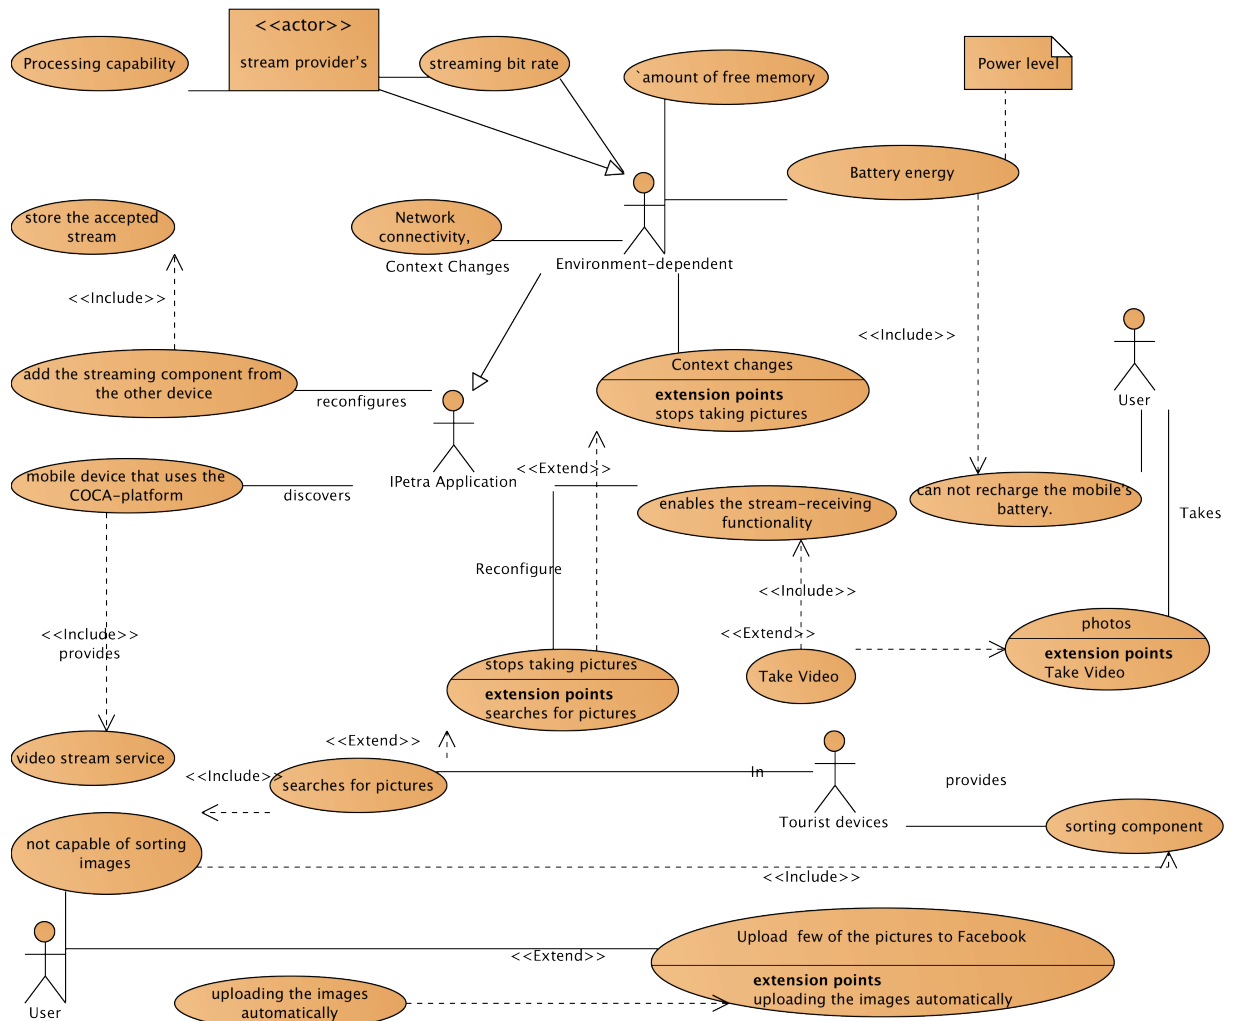 <<actor>>
Processing capability
stream provider's
streaming bit rate
`amount of free memory
Power level
Battery energy
store the accepted
stream
Network
connectivity,
Context Changes
Environment-dependent
<<Include>>
<<Include>>
add the streaming component from
the other device
reconfigures
Context changes
extension points
stops taking pictures
User
IPetra Application
<<Extend>>
mobile device that uses the
COCA-platform
discovers
enables the stream-receiving
functionality
can not recharge the mobile's
battery.
Takes
Reconfigure
<<Include>>
<<Include>>
provides
<<Extend>>
photos
extension points
Take Video
stops taking pictures
extension points
searches for pictures
Take Video
<<Extend>>
video stream service
<<Include>>
searches for pictures
In
provides
Tourist devices
sorting component
not capable of sorting
images
<<Include>>
Upload  few of the pictures to Facebook
<<Extend>>
extension points
uploading the images automatically
uploading the images
automatically
User